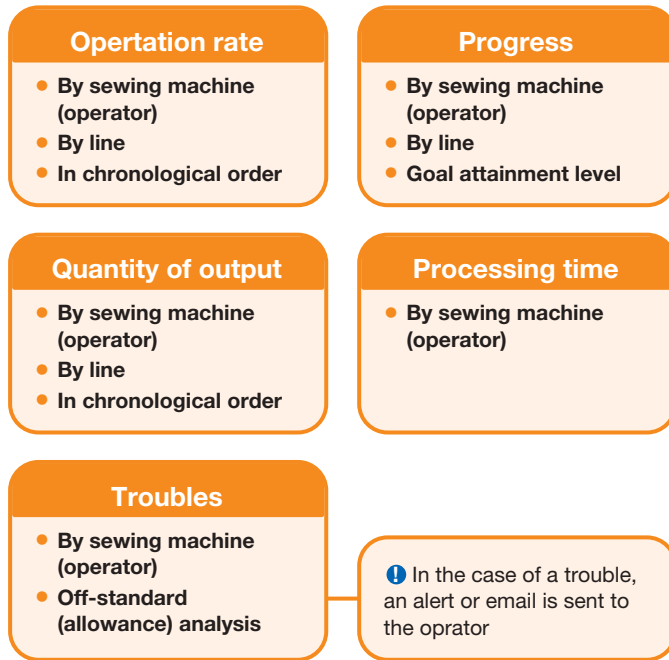 Opertation rate
• By sewing machine
(operator)
• By line
• In chronological order
Progress
• By sewing machine
(operator)
• By line
• Goal attainment level
Quantity of output
• By sewing machine
(operator)
• By line
• In chronological order
Processing time
• By sewing machine
(operator)
Troubles
• By sewing machine
(operator)
• Off-standard
(allowance) analysis
! In the case of a trouble,
an alert or email is sent to
the oprator